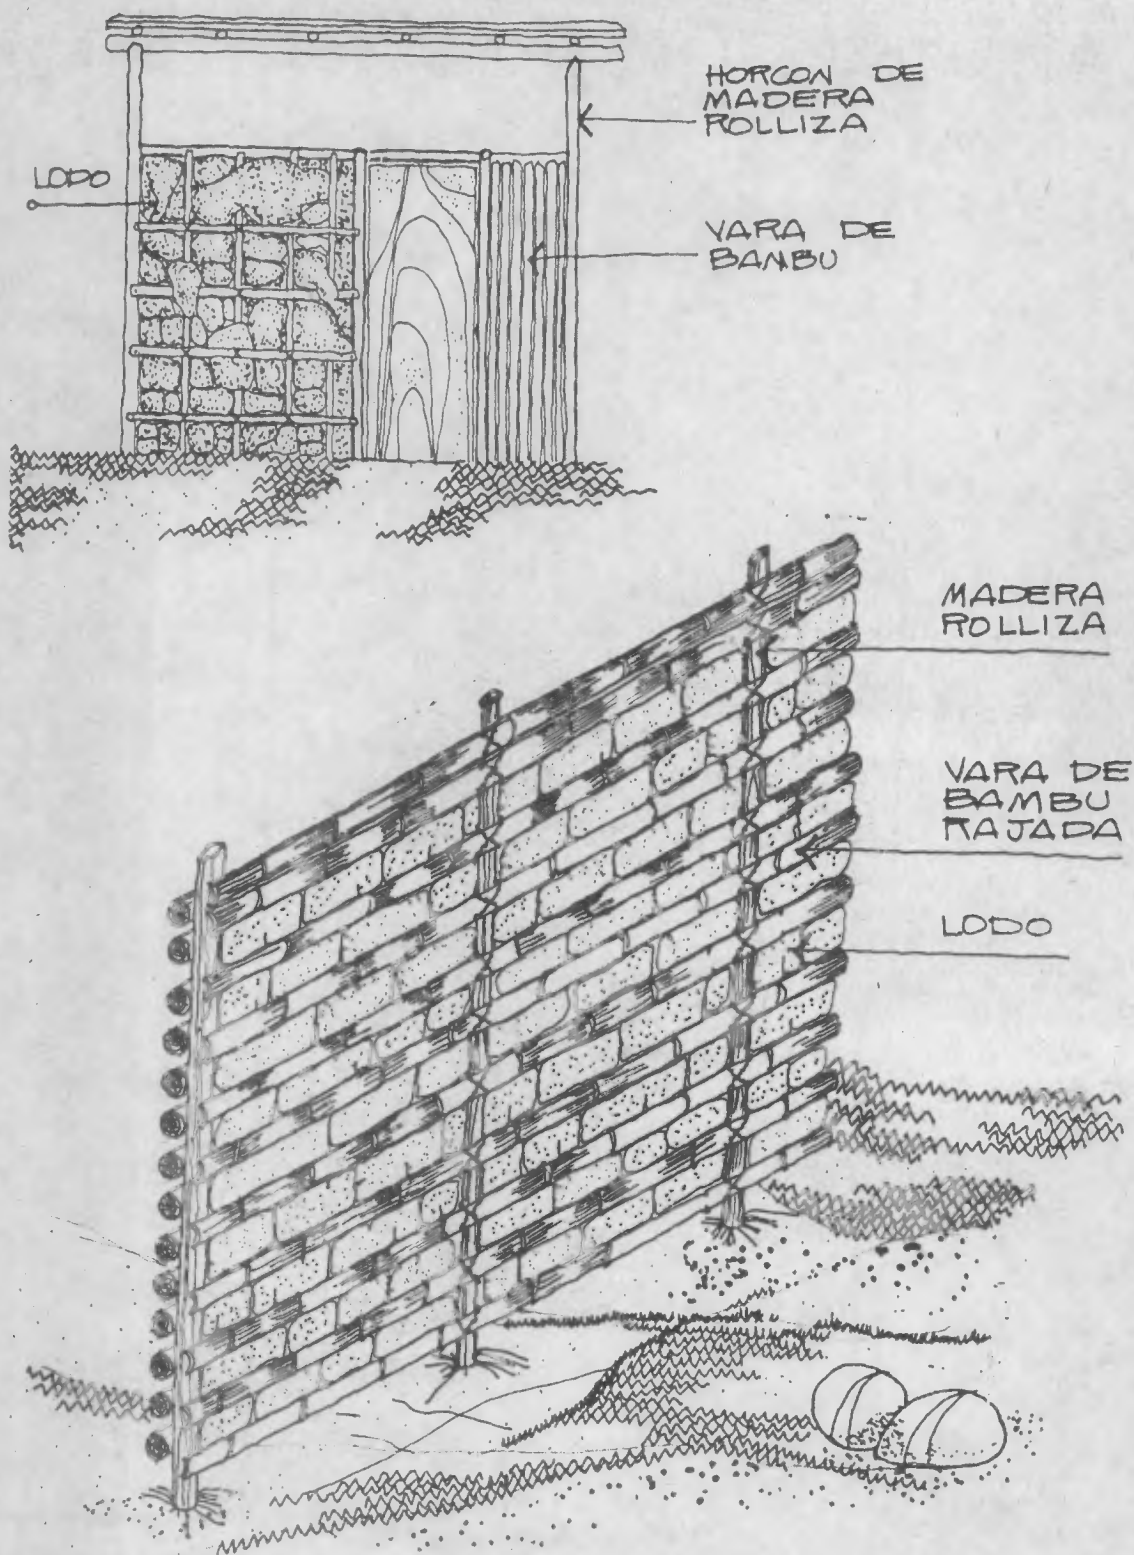 HORCON DE
MADERA
ROLLIZA
LODO
VARA DE
BAMBU
MADERA
ROLLIZA
VARA DE
BAMBU
RAJADA
LODO